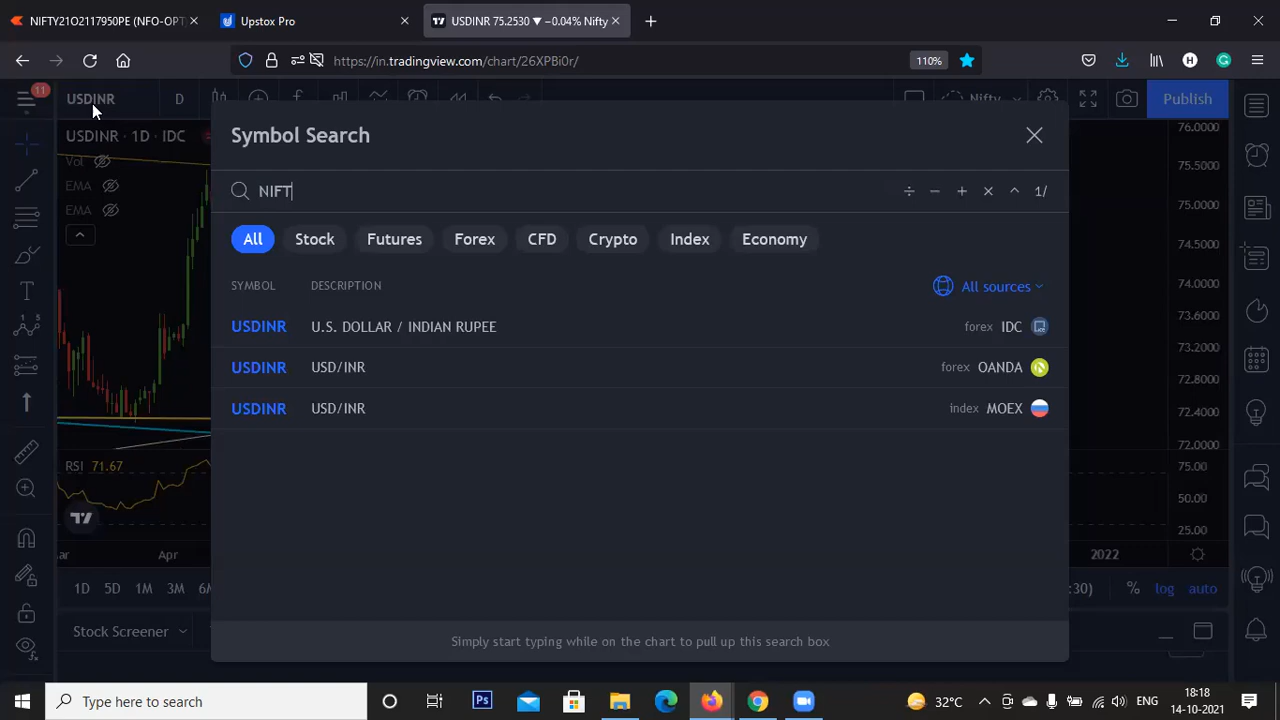 NIFTY21O2117950PE (NFO-OPT
Upstox Pro
USDINR 75.2530 ▼ −0.04% Nifty
https://in.tradingview.com/chart/26XPBi0r/
110%
11
USDINR
D
Nifty
Publish
USDINR · 1D · IDC
Vol
EMA
EMA
RSI 71.67
Apr
1D 5D 1M 3M
Stock Screener
Symbol Search
NIFT
÷ − + × ^ 1/
All Stock Futures Forex CFD Crypto Index Economy
SYMBOL DESCRIPTION
All sources
USDINR U.S. DOLLAR / INDIAN RUPEE forex IDC
USDINR USD/INR forex OANDA
USDINR USD/INR index MOEX
Simply start typing while on the chart to pull up this search box
76.0000
75.5000
75.0000
74.5000
74.0000
73.6000
73.2000
72.8000
72.4000
72.0000
75.00
50.00
25.00
2022
:30) % log auto
Type here to search
32°C
ENG
18:18
14-10-2021